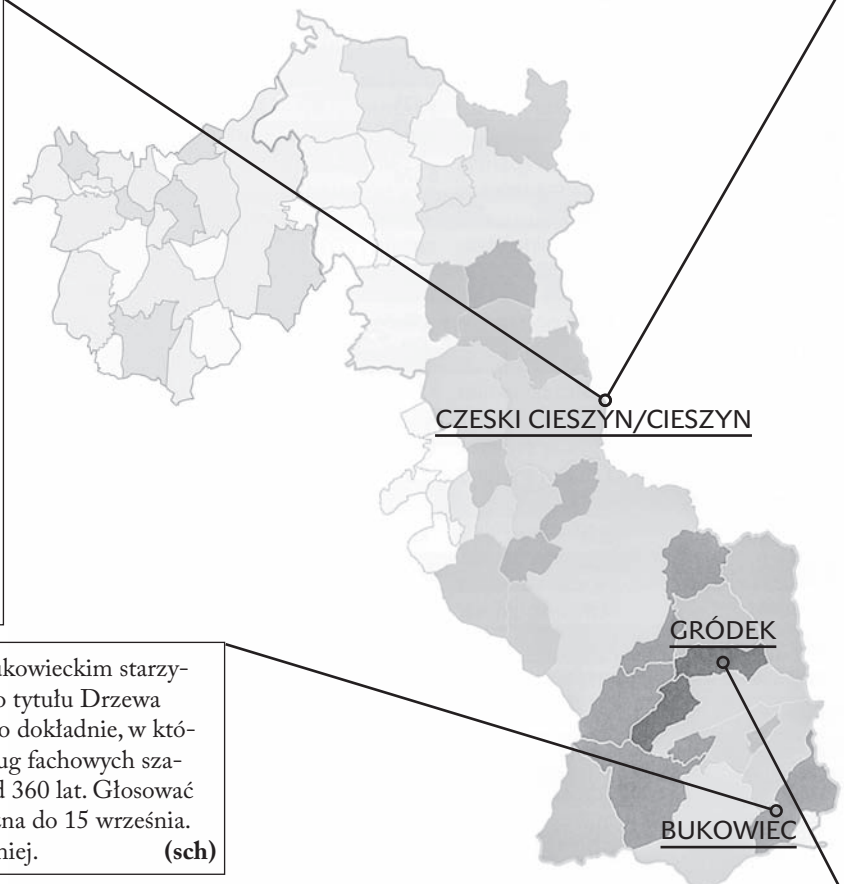 CZESKI CIESZYN/CIESZYN
GRÓDEK
ukowieckim starzy-
o tytułu Drzewa
o dokładnie, w któ-
ug fachowych sza-
d 360 lat. Głosować
na do 15 września.
niej. (sch)
BUKOWIEC